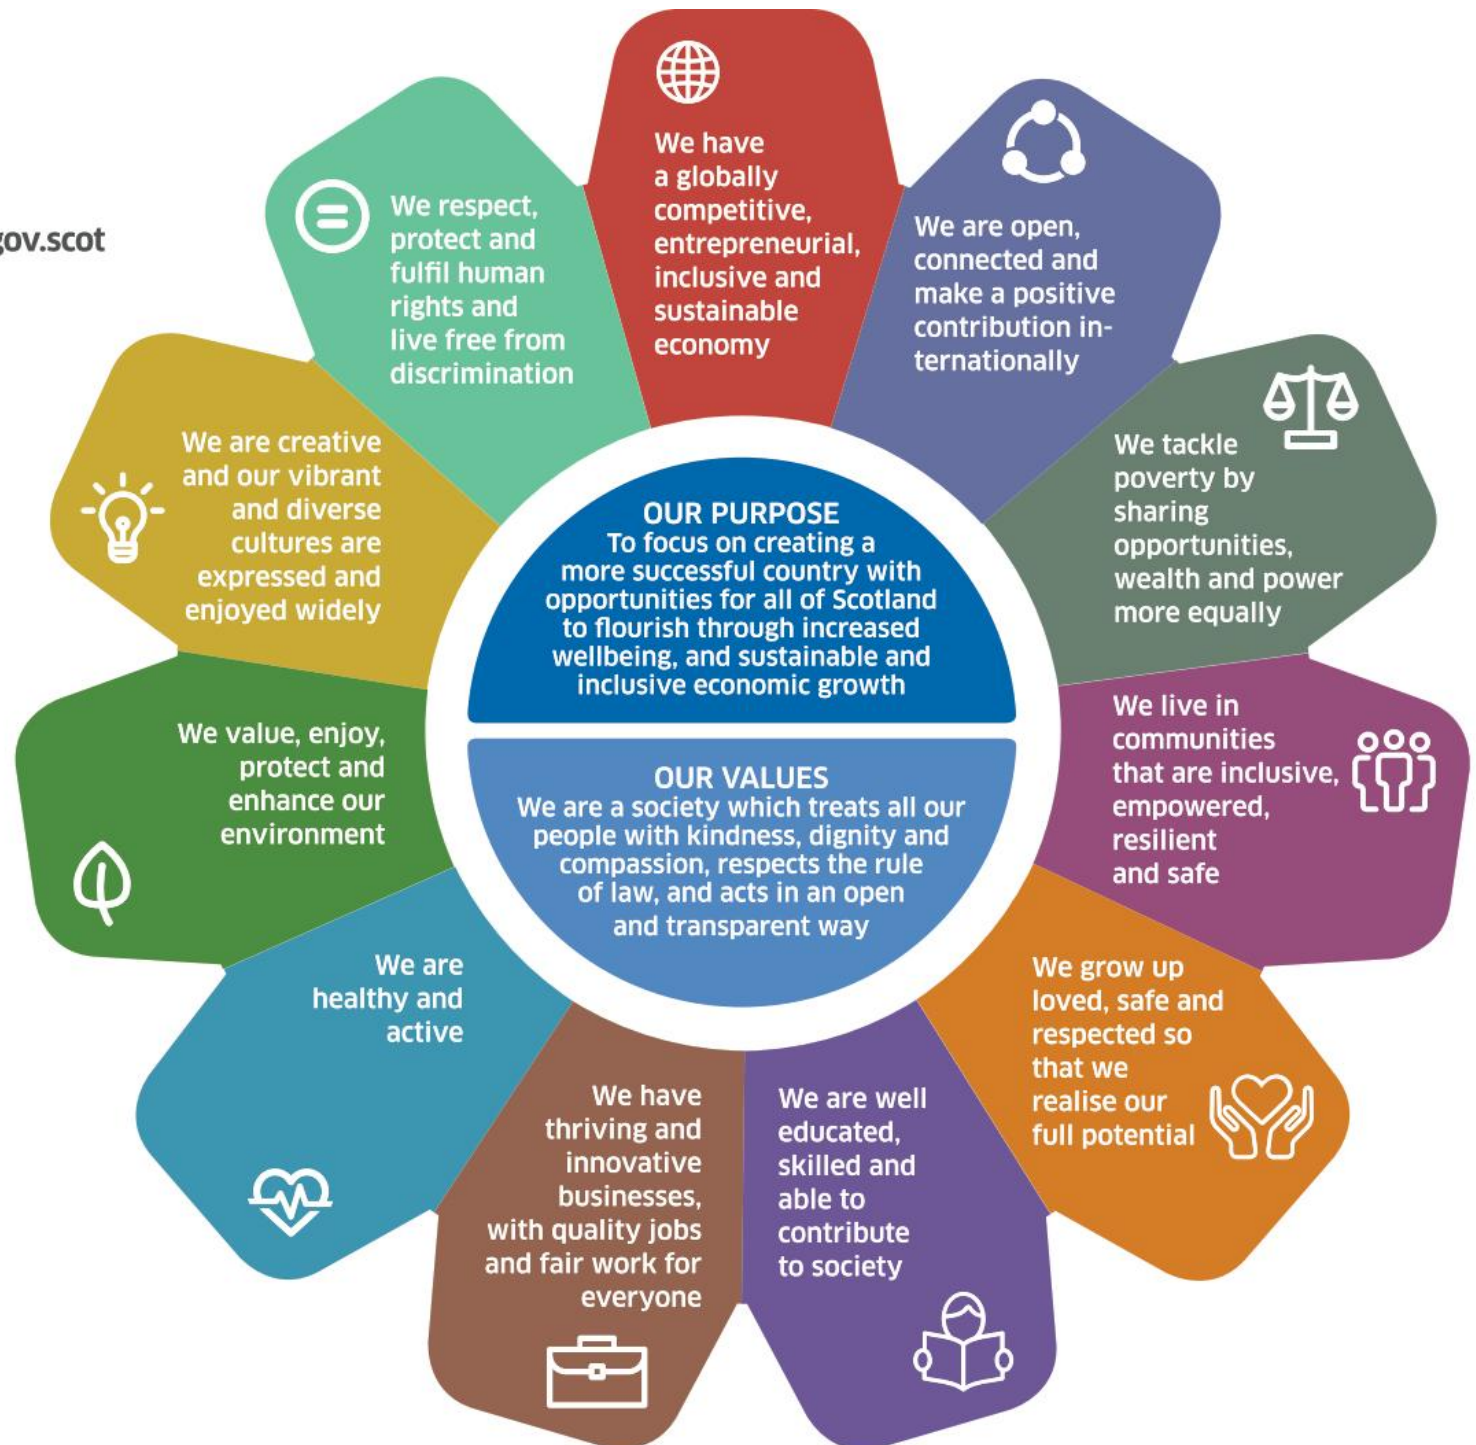 gov.scot
We have
a globally
competitive,
entrepreneurial,
inclusive and
sustainable
economy
We are open,
connected and
make a positive
contribution in-
ternationally
We tackle
poverty by
sharing
opportunities,
wealth and power
more equally
We live in
communities
that are inclusive,
empowered,
resilient
and safe
We grow up
loved, safe and
respected so
that we
realise our
full potential
We are well
educated,
skilled and
able to
contribute
to society
We have
thriving and
innovative
businesses,
with quality jobs
and fair work for
everyone
We are
healthy and
active
We value, enjoy,
protect and
enhance our
environment
We are creative
and our vibrant
and diverse
cultures are
expressed and
enjoyed widely
We respect,
protect and
fulfil human
rights and
live free from
discrimination
OUR PURPOSE
To focus on creating a
more successful country with
opportunities for all of Scotland
to flourish through increased
wellbeing, and sustainable and
inclusive economic growth
OUR VALUES
We are a society which treats all our
people with kindness, dignity and
compassion, respects the rule
of law, and acts in an open
and transparent way